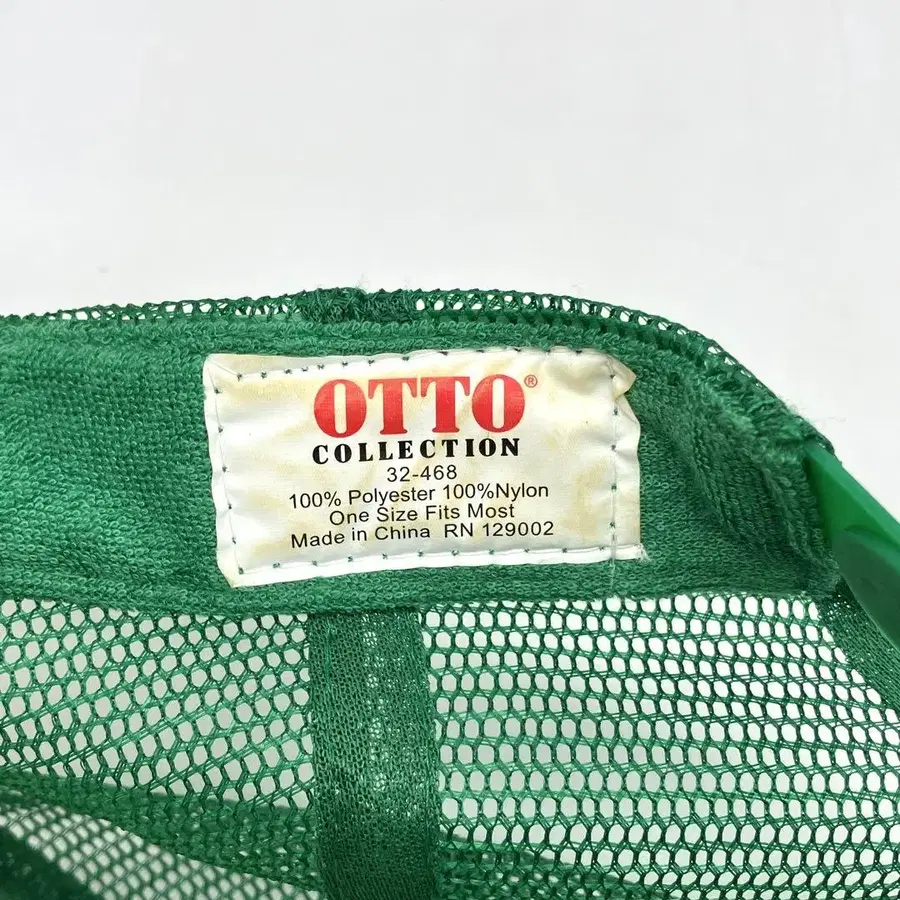 OTTO®
COLLECTION
32-468
100% Polyester 100%Nylon
One Size Fits Most
Made in China RN 129002